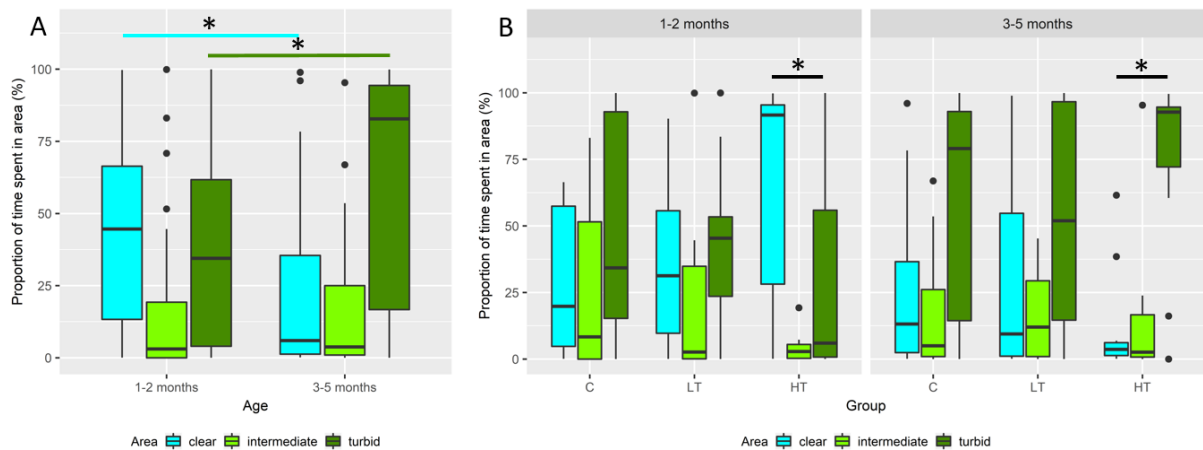 A
*
*
Proportion of time spent in area (%)
100
75
50
25
0
1-2 months
3-5 months
Age
Area clear intermediate turbid
B
1-2 months
3-5 months
*
*
Proportion of time spent in area (%)
100
75
50
25
0
C
LT
HT
C
LT
HT
Group
Area clear intermediate turbid